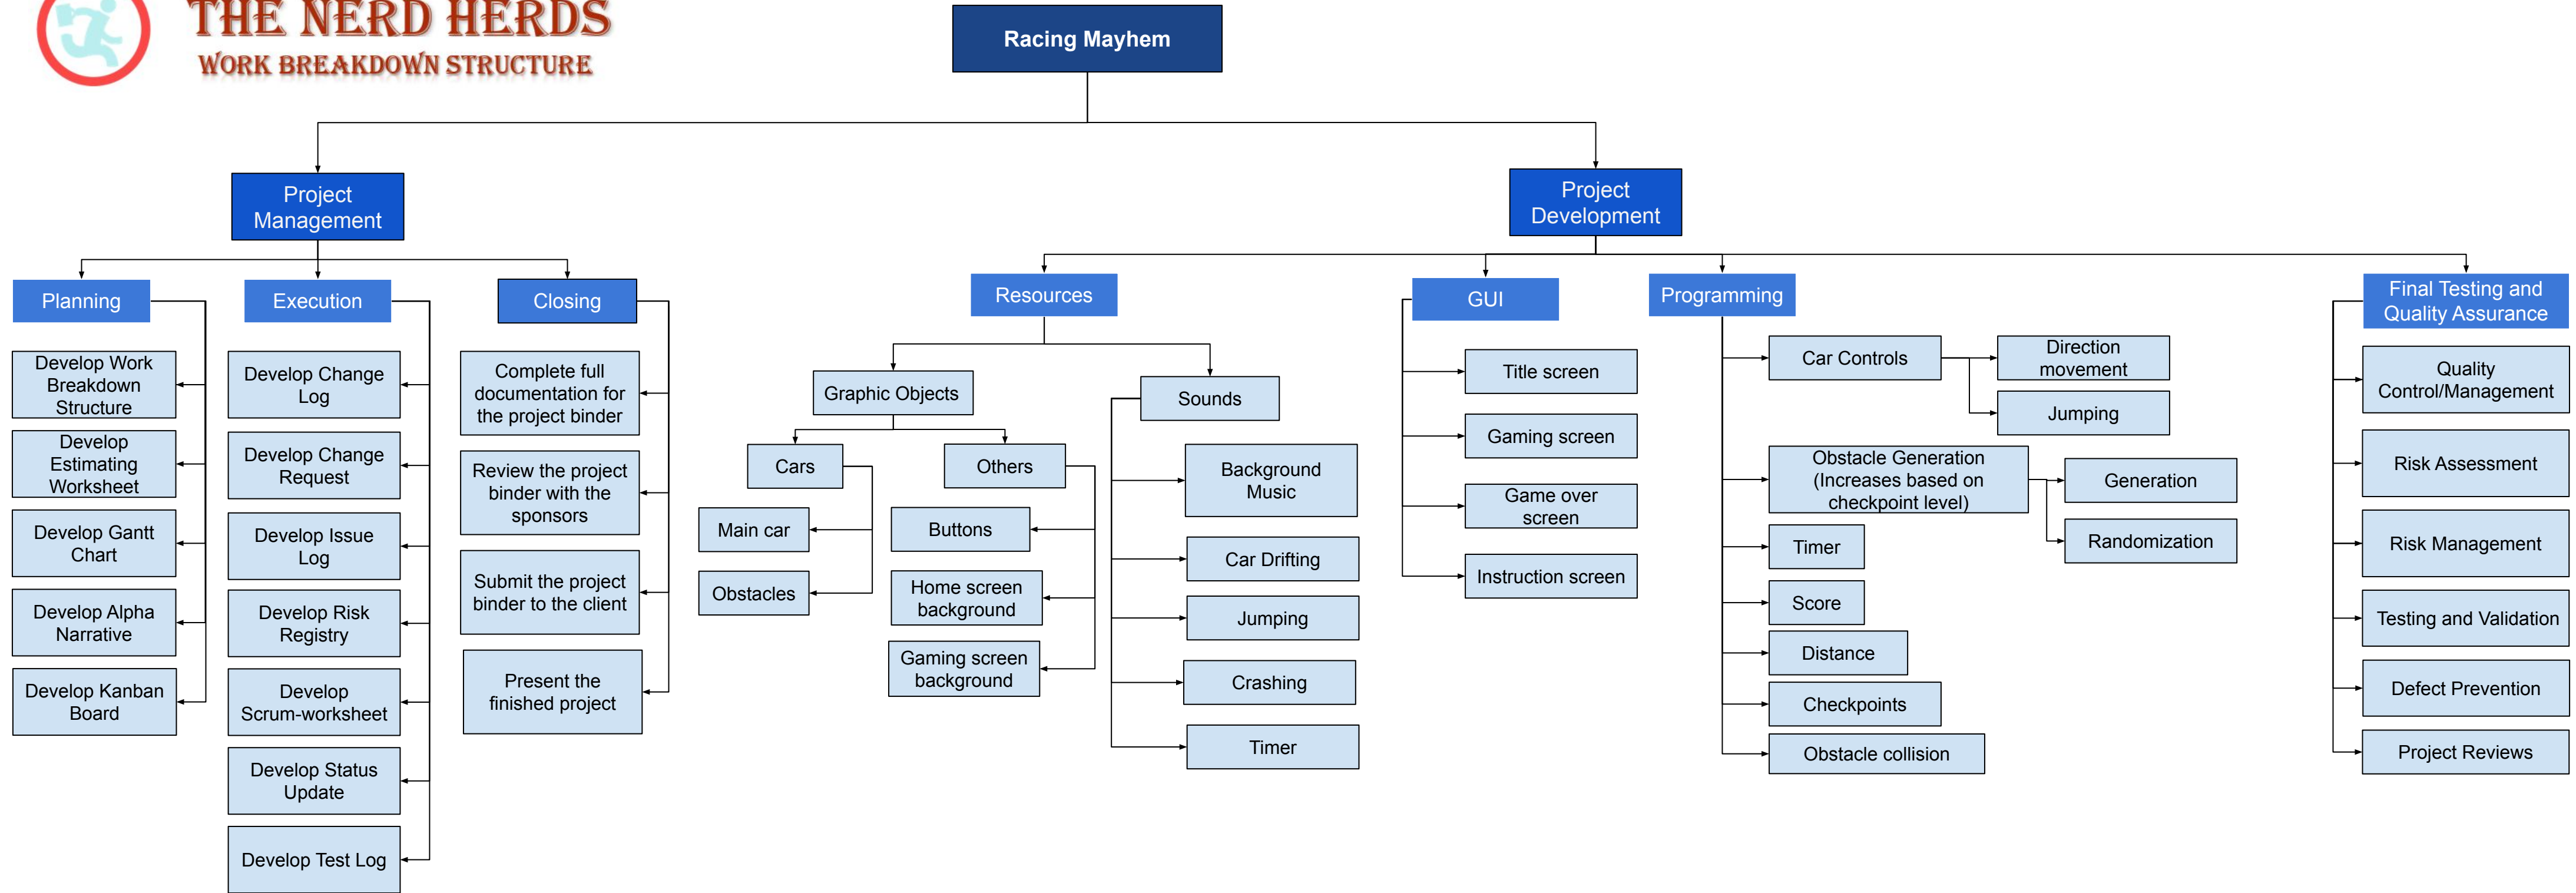 THE NERD HERDS
WORK BREAKDOWN STRUCTURE
Racing Mayhem
Project
Management
Project
Development
Planning
Develop Work
Breakdown
Structure
Develop
Estimating
Worksheet
Develop Gantt
Chart
Develop Alpha
Narrative
Develop Kanban
Board
Execution
Develop Change
Log
Develop Change
Request
Develop Issue
Log
Develop Risk
Registry
Develop
Scrum-worksheet
Develop Status
Update
Develop Test Log
Closing
Complete full
documentation for
the project binder
Review the project
binder with the
sponsors
Submit the project
binder to the client
Present the
finished project
Resources
Graphic Objects
Cars
Main car
Obstacles
Others
Buttons
Home screen
background
Gaming screen
background
Sounds
Background
Music
Car Drifting
Jumping
Crashing
Timer
GUI
Title screen
Gaming screen
Game over
screen
Instruction screen
Programming
Car Controls
Direction
movement
Jumping
Obstacle Generation
(Increases based on
checkpoint level)
Generation
Randomization
Timer
Score
Distance
Checkpoints
Obstacle collision
Final Testing and
Quality Assurance
Quality
Control/Management
Risk Assessment
Risk Management
Testing and Validation
Defect Prevention
Project Reviews